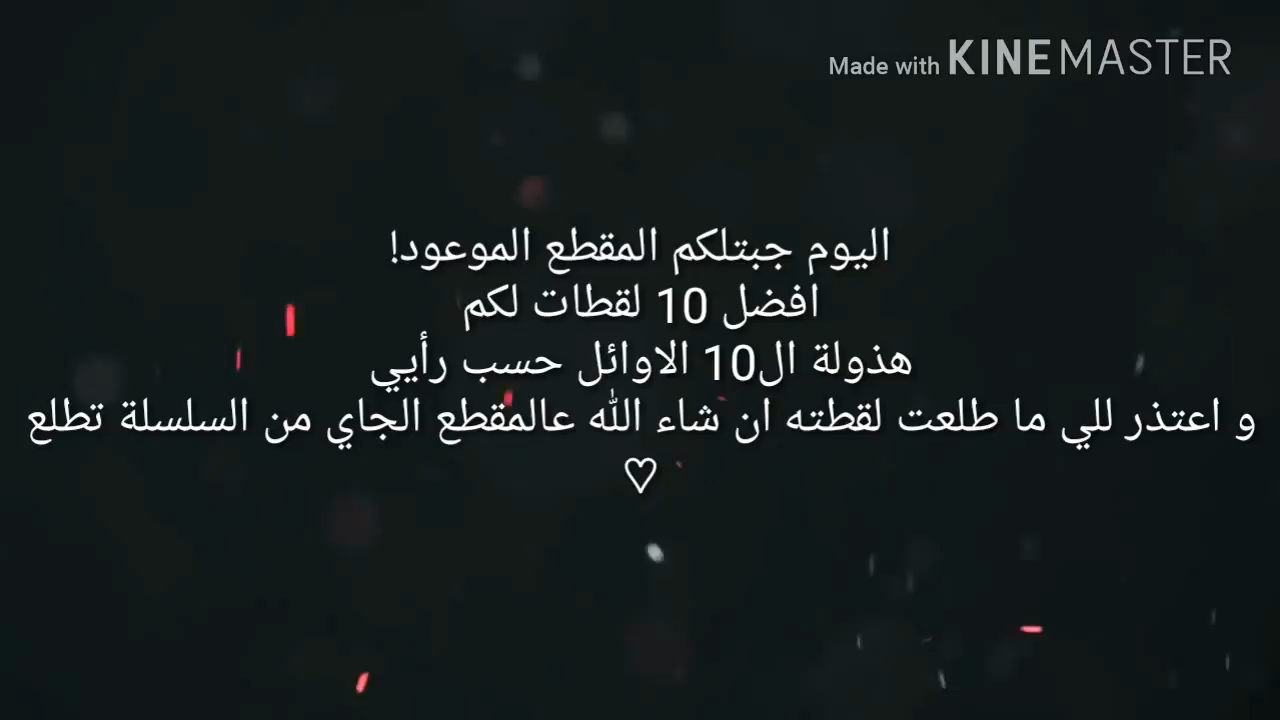 Made with KINEMASTER
اليوم جبتلكم المقطع الموعود!
افضل 10 لقطات لكم
هذولة ال10 الاوائل حسب رأيي
و اعتذر للي ما طلعت لقطته ان شاء الله عالمقطع الجاي من السلسلة تطلع
♡